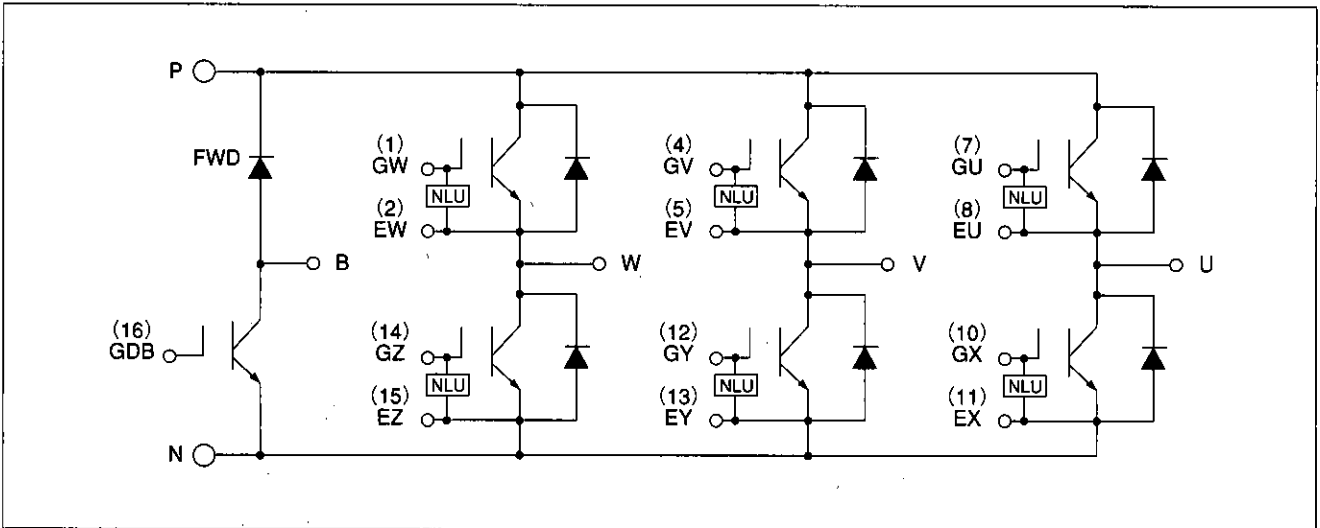 P
FWD
B
(16)
GDB
N
(1)
GW
NLU
(2)
EW
W
(14)
GZ
NLU
(15)
EZ
(4)
GV
NLU
(5)
EV
V
(12)
GY
NLU
(13)
EY
(7)
GU
NLU
(8)
EU
U
(10)
GX
NLU
(11)
EX